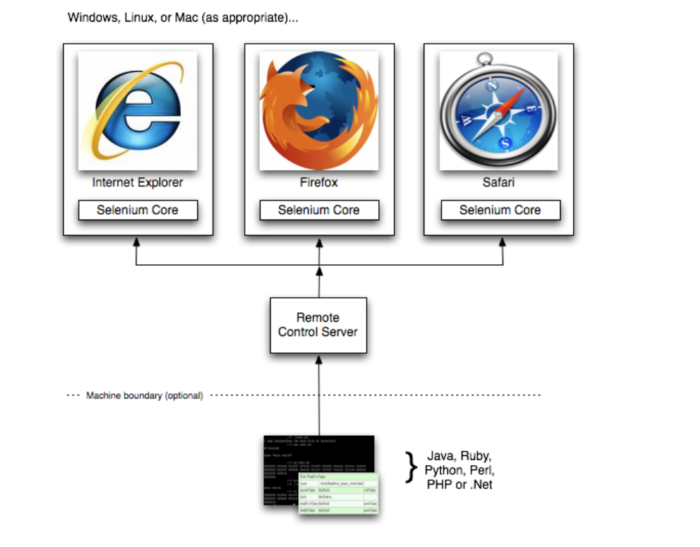 Windows, Linux, or Mac (as appropriate)...
Internet Explorer
Firefox
Safari
Selenium Core
Selenium Core
Selenium Core
Remote
Control Server
Machine boundary (optional)
Java, Ruby,
Python, Perl,
PHP or .Net